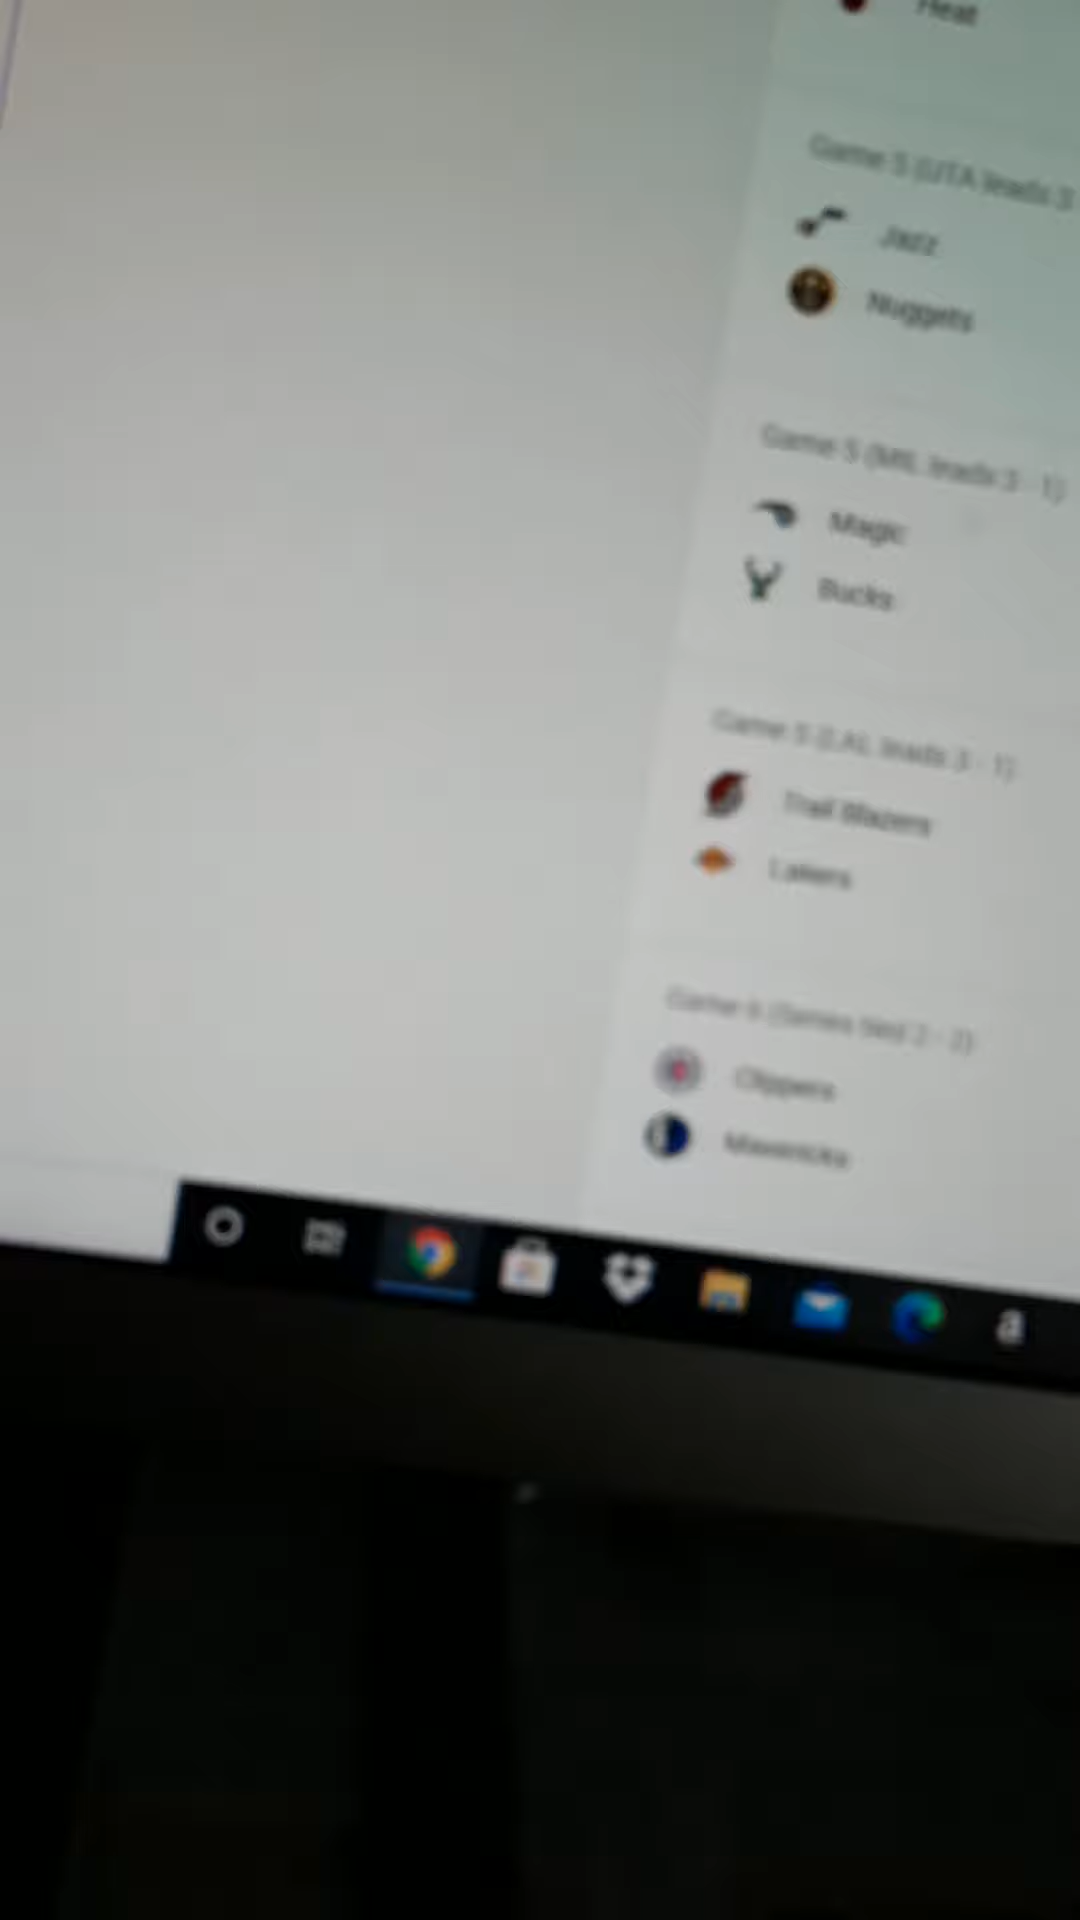 Heat
Game 5 (UTA leads 3
Jazz
Nuggets
Game 5 (MIL leads 3 - 1)
Magic
Bucks
Game 5 (LAL leads 3 - 1)
Trail Blazers
Lakers
Game 6 (Series tied 2 - 2)
Clippers
Mavericks
a